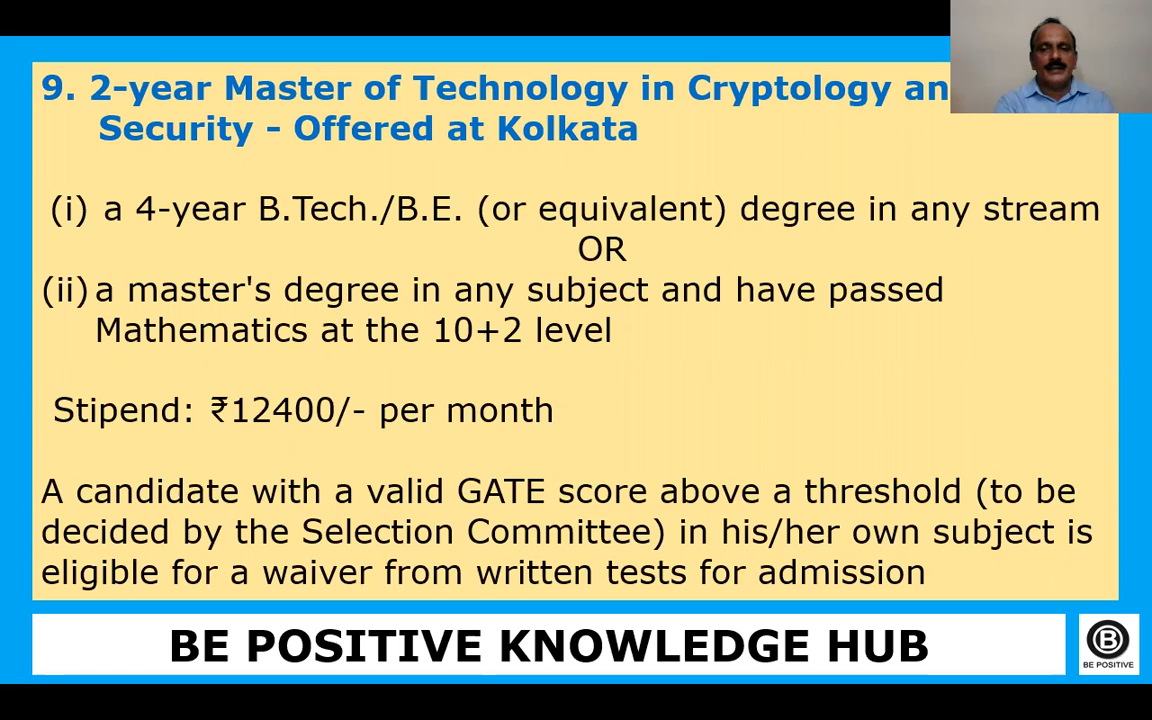 9. 2-year Master of Technology in Cryptology an
Security - Offered at Kolkata
(i) a 4-year B.Tech./B.E. (or equivalent) degree in any stream
OR
(ii) a master's degree in any subject and have passed
Mathematics at the 10+2 level
Stipend: ₹12400/- per month
A candidate with a valid GATE score above a threshold (to be
decided by the Selection Committee) in his/her own subject is
eligible for a waiver from written tests for admission
BE POSITIVE KNOWLEDGE HUB
B
BE POSITIVE